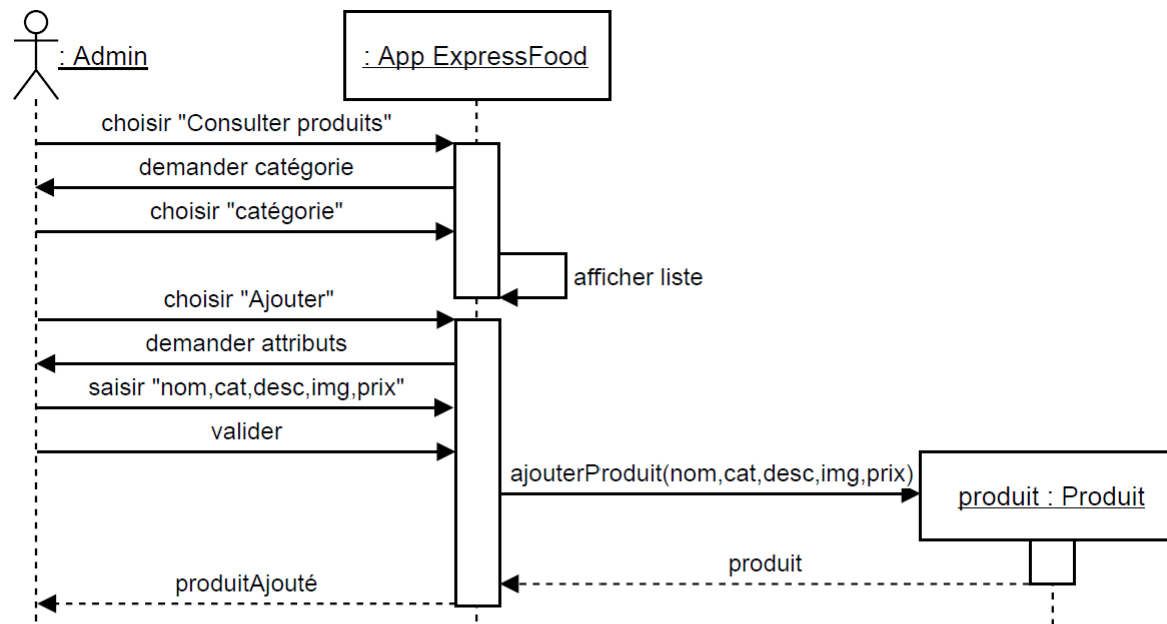 : Admin
: App ExpressFood
choisir "Consulter produits"
demander catégorie
choisir "catégorie"
afficher liste
choisir "Ajouter"
demander attributs
saisir "nom,cat,desc,img,prix"
valider
ajouterProduit(nom,cat,desc,img,prix)
produit : Produit
produit
produitAjouté